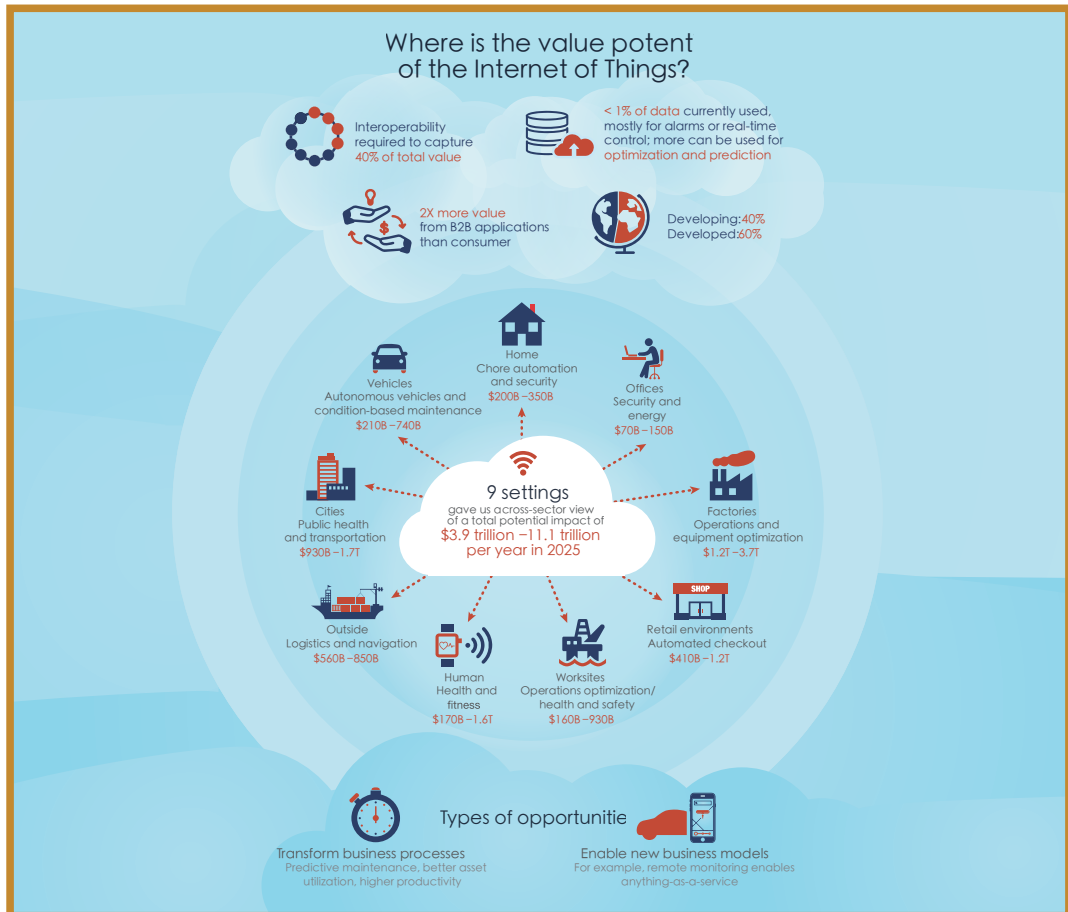 Where is the value potent
of the Internet of Things?
Interoperability
required to capture
40% of total value
< 1% of data currently used,
mostly for alarms or real-time
control; more can be used for
optimization and prediction
2X more value
from B2B applications
than consumer
Developing:40%
Developed:60%
Home
Chore automation
and security
$200B –350B
Vehicles
Autonomous vehicles and
condition-based maintenance
$210B –740B
Offices
Security and
energy
$70B –150B
Cities
Public health
and transportation
$930B –1.7T
9 settings
gave us across-sector view
of a total potential impact of
$3.9 trillion –11.1 trillion
per year in 2025
Factories
Operations and
equipment optimization
$1.2T –3.7T
Outside
Logistics and navigation
$560B –850B
SHOP
Retail environments
Automated checkout
$410B –1.2T
Human
Health and
fitness
$170B –1.6T
Worksites
Operations optimization/
health and safety
$160B –930B
Types of opportunitie
Transform business processes
Predictive maintenance, better asset
utilization, higher productivity
Enable new business models
For example, remote monitoring enables
anything-as-a-service